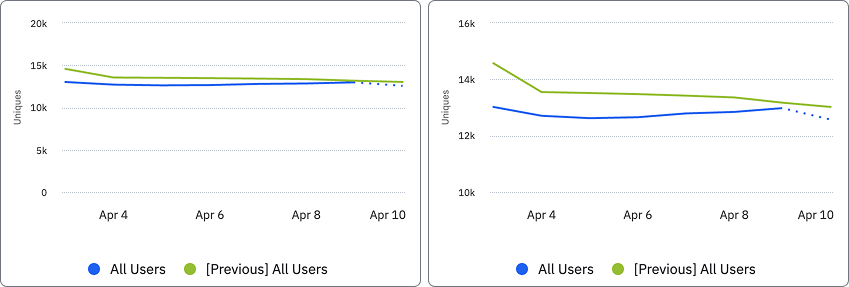 20k
15k
10k
5k
0
Uniques
Apr 4 Apr 6 Apr 8 Apr 10
All Users [Previous] All Users
16k
14k
12k
10k
Uniques
Apr 4 Apr 6 Apr 8 Apr 10
All Users [Previous] All Users